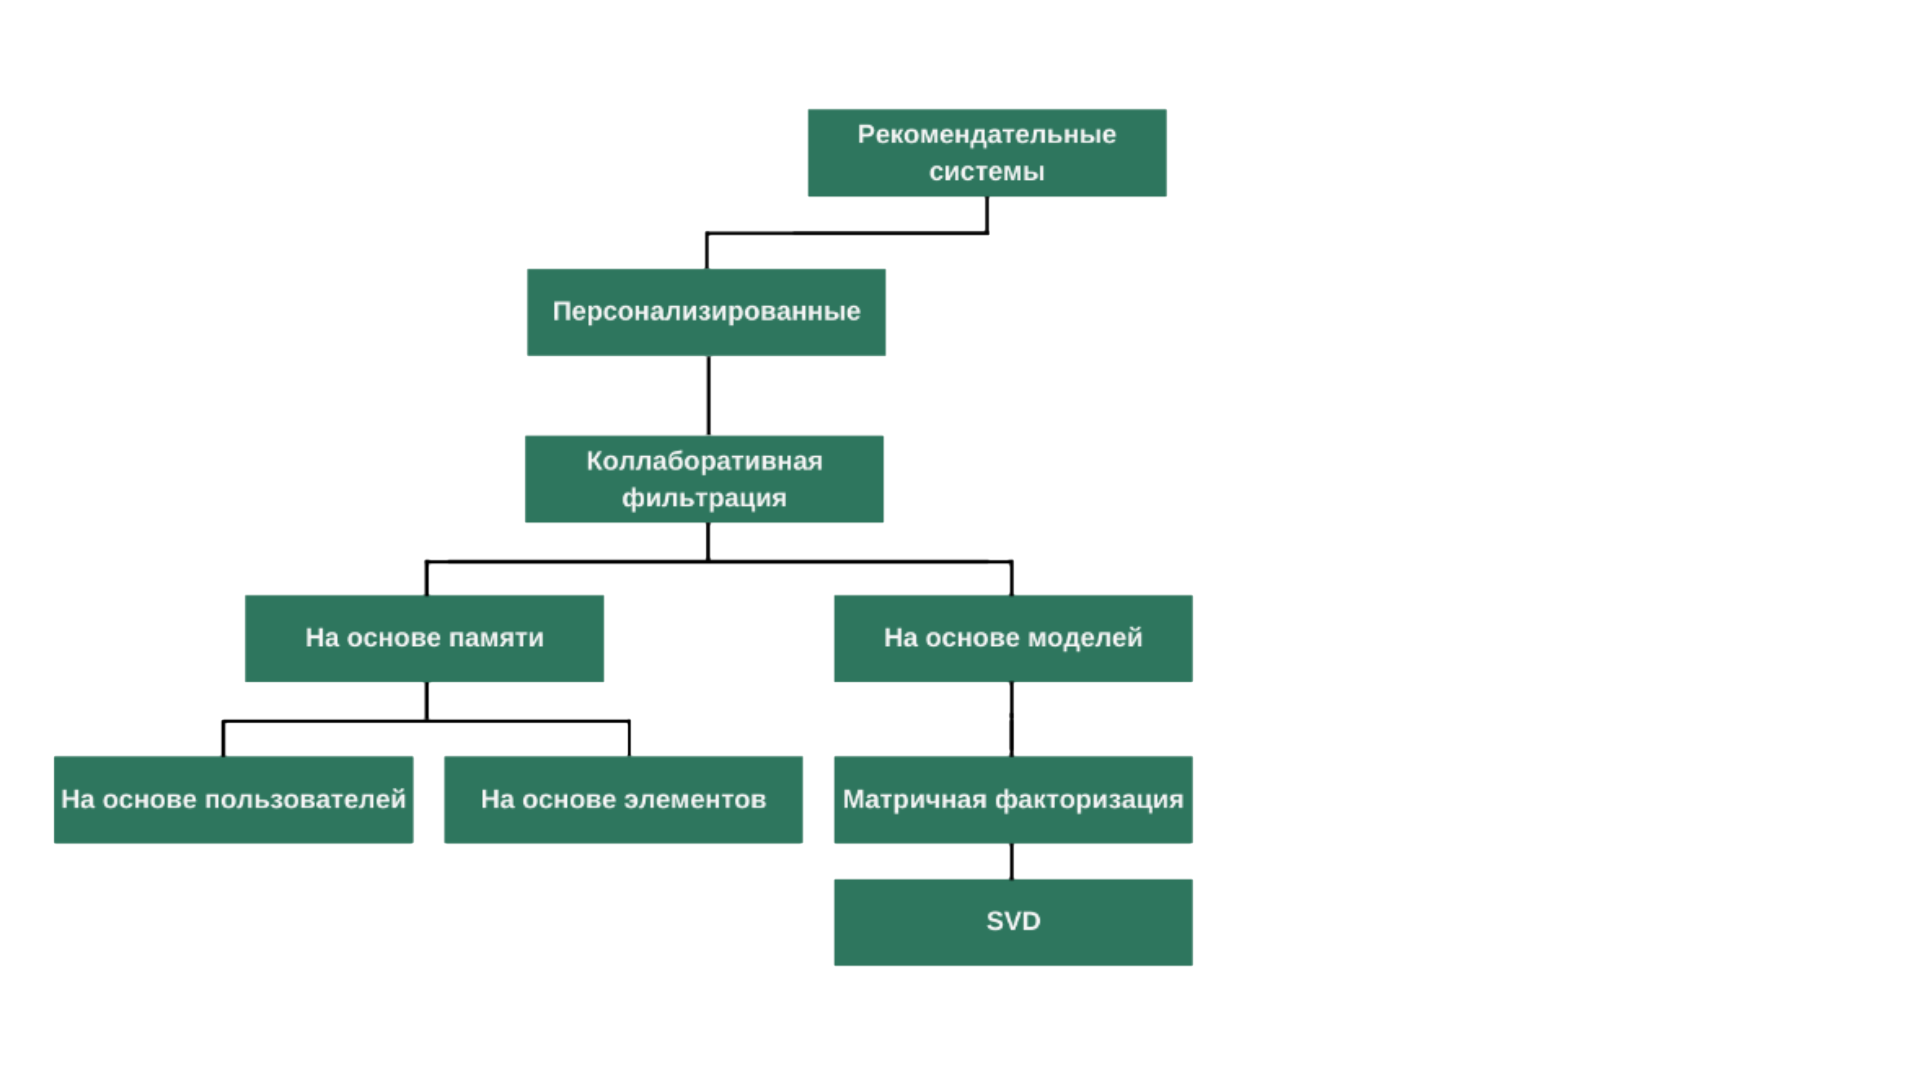 Рекомендательные
системы
Персонализированные
Коллаборативная
фильтрация
На основе памяти
На основе моделей
На основе пользователей
На основе элементов
Матричная факторизация
SVD